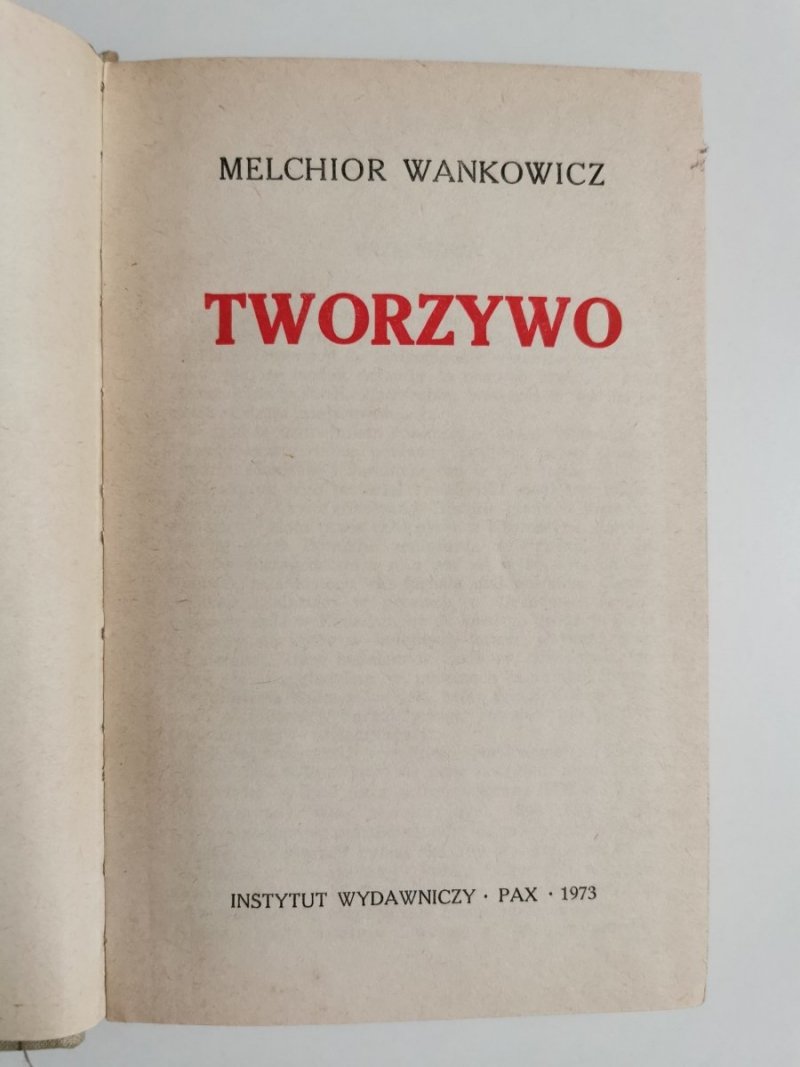 MELCHIOR WANKOWICZ
TWORZYWO
INSTYTUT WYDAWNICZY · PAX · 1973